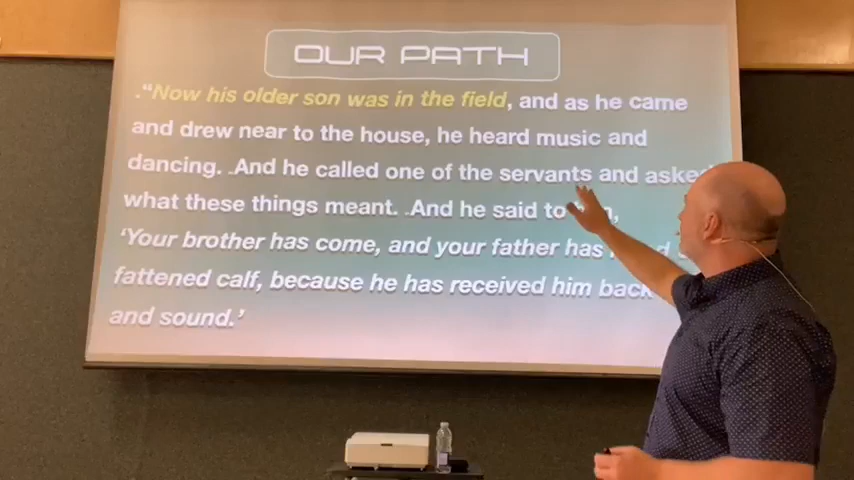 OUR PATH
."Now his older son was in the field, and as he came
and drew near to the house, he heard music and
dancing. .And he called one of the servants and asked
what these things meant. .And he said to
'Your brother has come, and your father has
fattened calf, because he has received him back
and sound.'